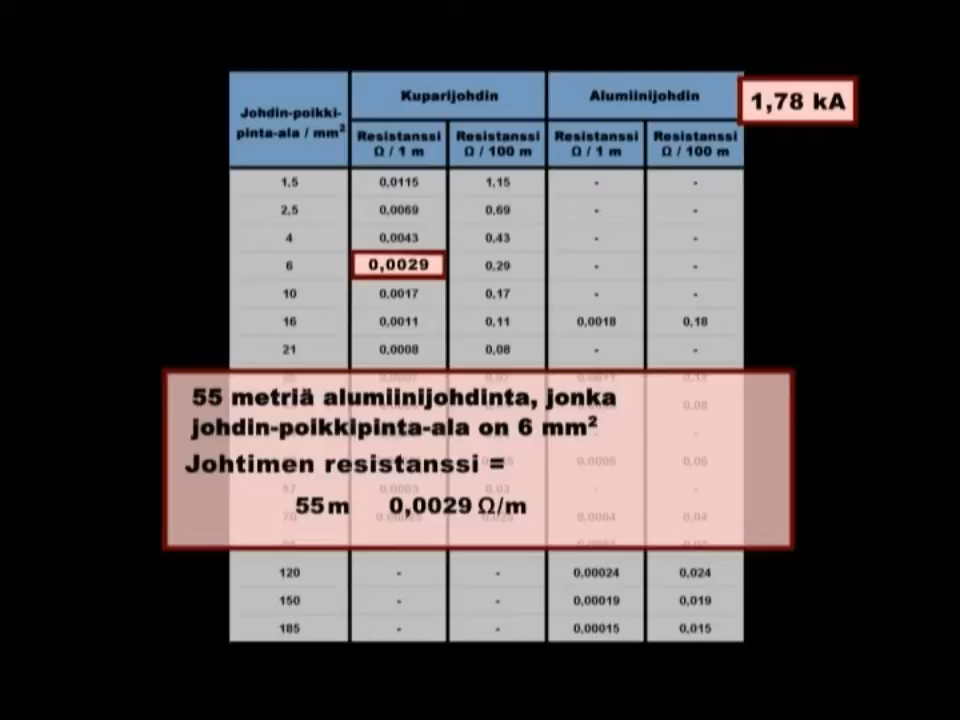 1,78 kA
Johdin-poikki-
pinta-ala / mm²
Kuparijohdin
Alumiinijohdin
Resistanssi Ω / 1 m
Resistanssi Ω / 100 m
Resistanssi Ω / 1 m
Resistanssi Ω / 100 m
1,5 0,0115 1,15 - -
2,5 0,0069 0,69 - -
4 0,0043 0,43 - -
6 0,0029 0,29 - -
10 0,0017 0,17 - -
16 0,0011 0,11 0,0018 0,18
21 0,0008 0,08 - -
55 metriä alumiinijohdinta, jonka
johdin-poikkipinta-ala on 6 mm²
Johtimen resistanssi =
55 m 0,0029 Ω/m
120 - - 0,00024 0,024
150 - - 0,00019 0,019
185 - - 0,00015 0,015